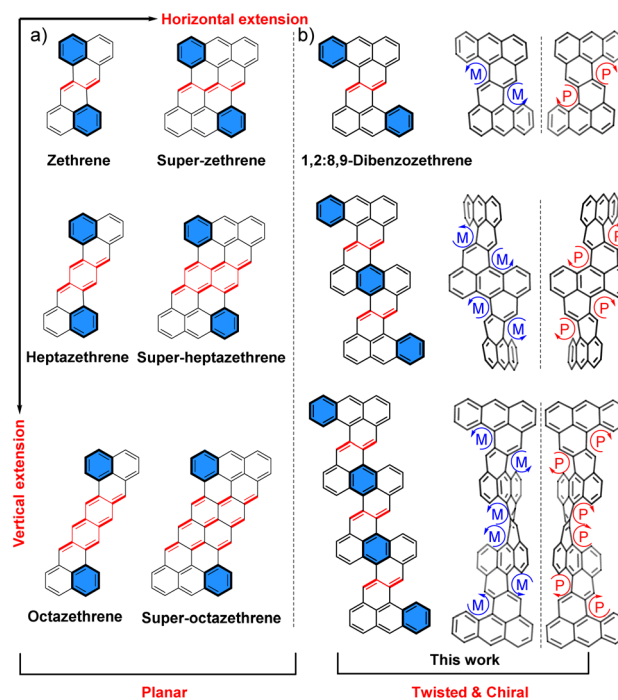 Horizontal extension
a)
b)
M
M
P
P
Zethrene
Super-zethrene
1,2:8,9-Dibenzozethrene
M
M
M
M
P
P
P
P
Heptazethrene
Super-heptazethrene
Vertical extension
M
M
M
M
M
M
P
P
P
P
P
P
Octazethrene
Super-octazethrene
This work
Planar
Twisted & Chiral